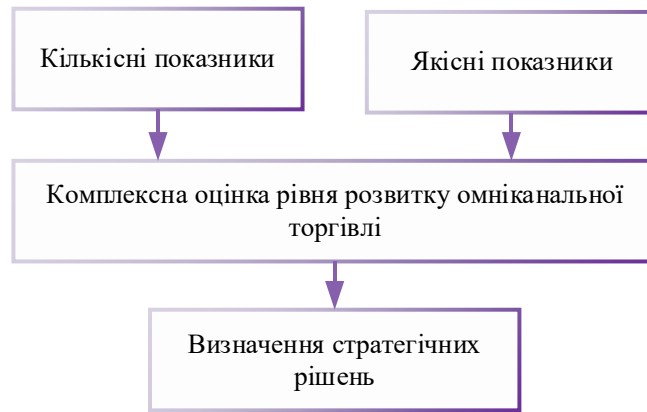 Кількісні показники
Якісні показники
Комплексна оцінка рівня розвитку омніканальної
торгівлі
Визначення стратегічних
рішень